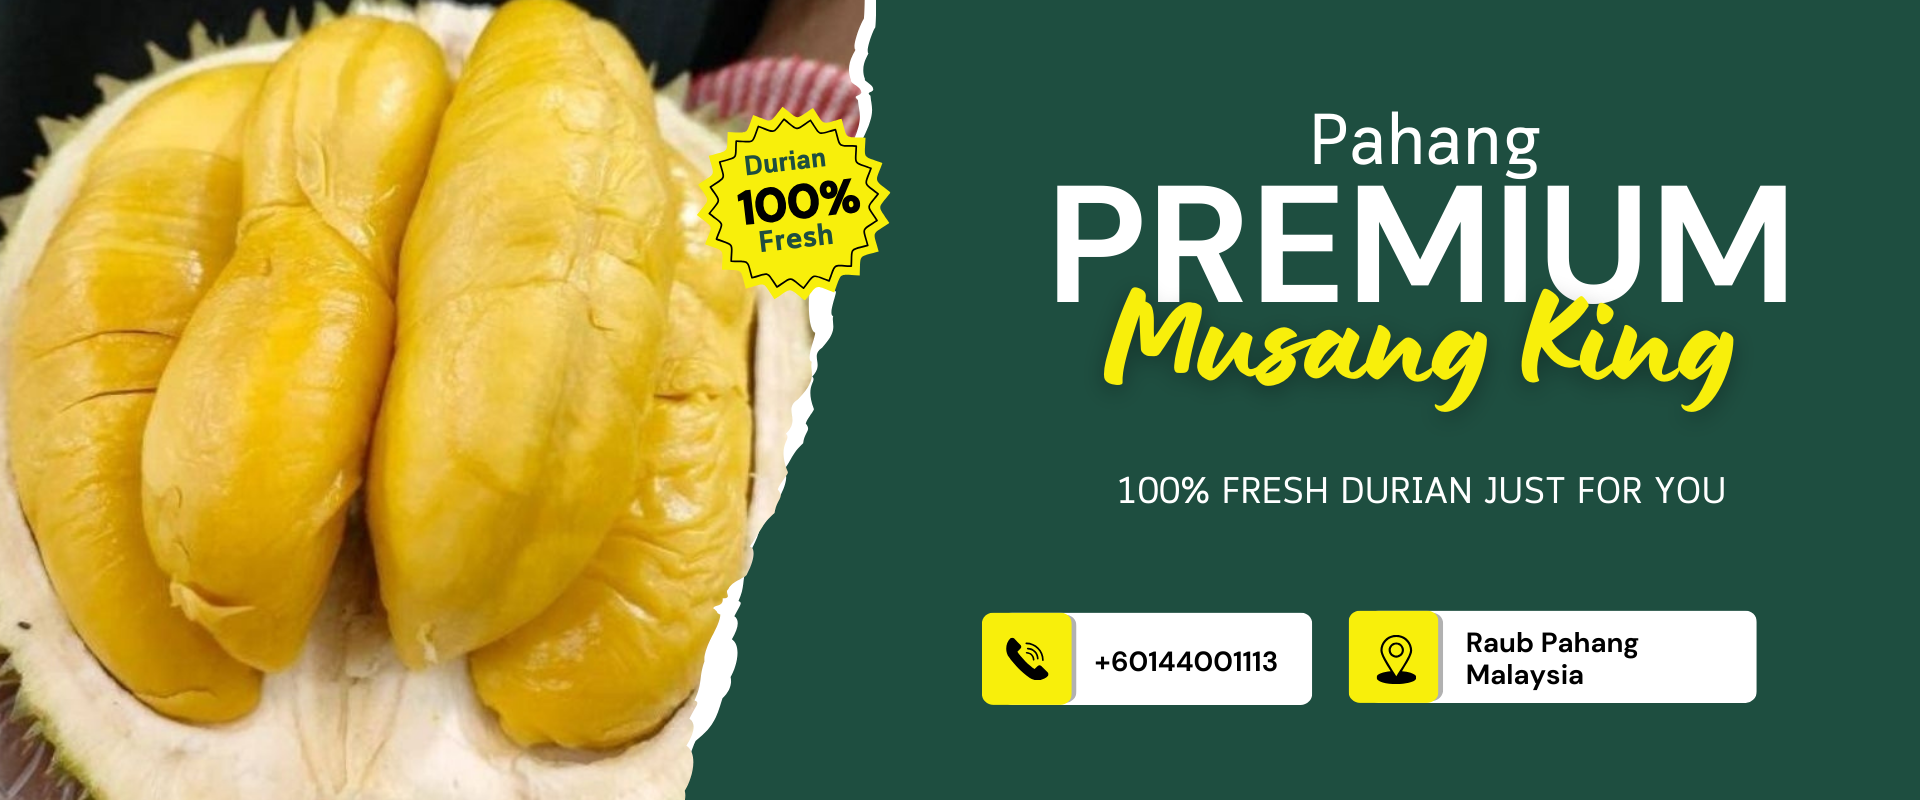 Durian
100%
Fresh
Pahang
PREMIUM
Musang King
100% FRESH DURIAN JUST FOR YOU
+60144001113
Raub Pahang
Malaysia